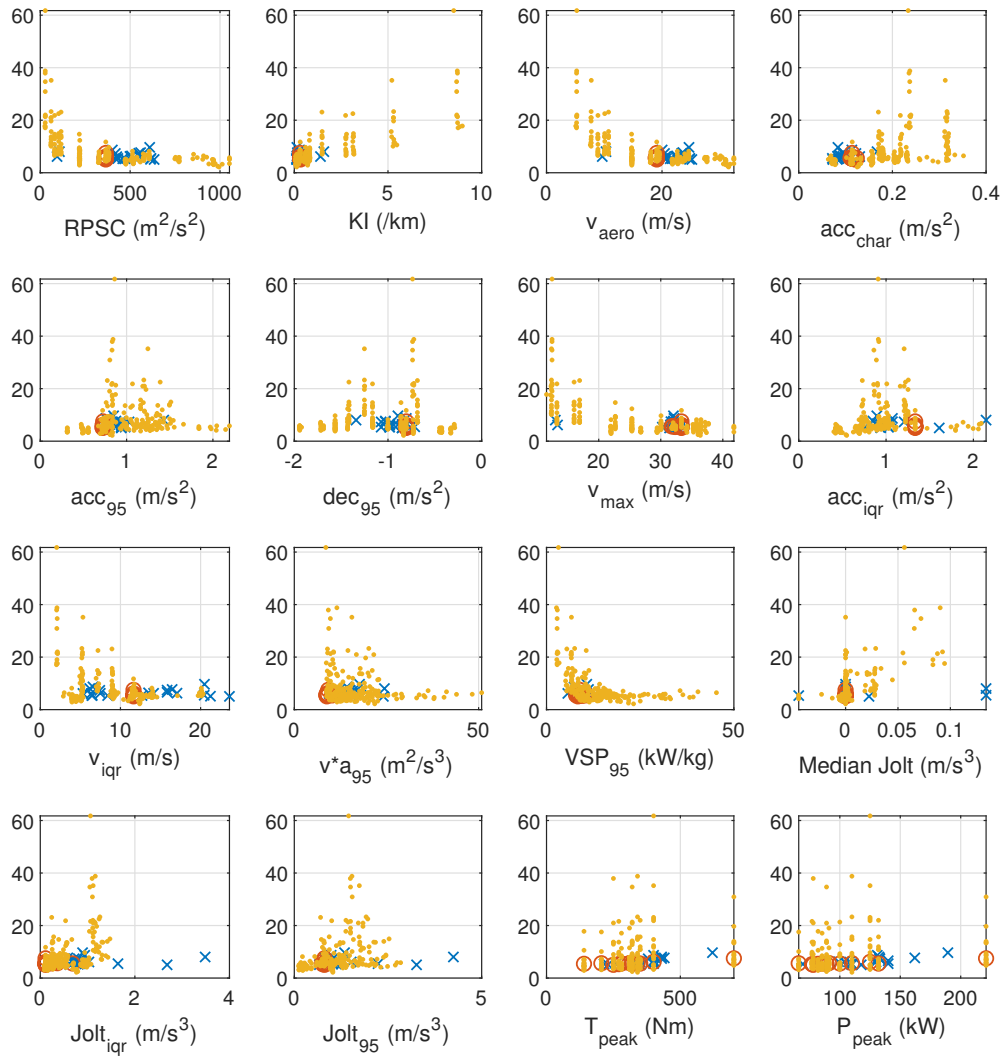 60
40
20
0
0 500 1000
RPSC (m²/s²)
60
40
20
0
0 5 10
KI (/km)
60
40
20
0
0 20
v_aero (m/s)
60
40
20
0
0 0.2 0.4
acc_char (m/s²)
60
40
20
0
0 1 2
acc_95 (m/s²)
60
40
20
0
-2 -1 0
dec_95 (m/s²)
60
40
20
0
20 30 40
v_max (m/s)
60
40
20
0
0 1 2
acc_iqr (m/s²)
60
40
20
0
0 10 20
v_iqr (m/s)
60
40
20
0
0 50
v*a_95 (m²/s³)
60
40
20
0
0 50
VSP_95 (kW/kg)
60
40
20
0
0 0.05 0.1
Median Jolt (m/s³)
60
40
20
0
0 2 4
Jolt_iqr (m/s³)
60
40
20
0
0 5
Jolt_95 (m/s³)
60
40
20
0
0 500
T_peak (Nm)
60
40
20
0
100 150 200
P_peak (kW)